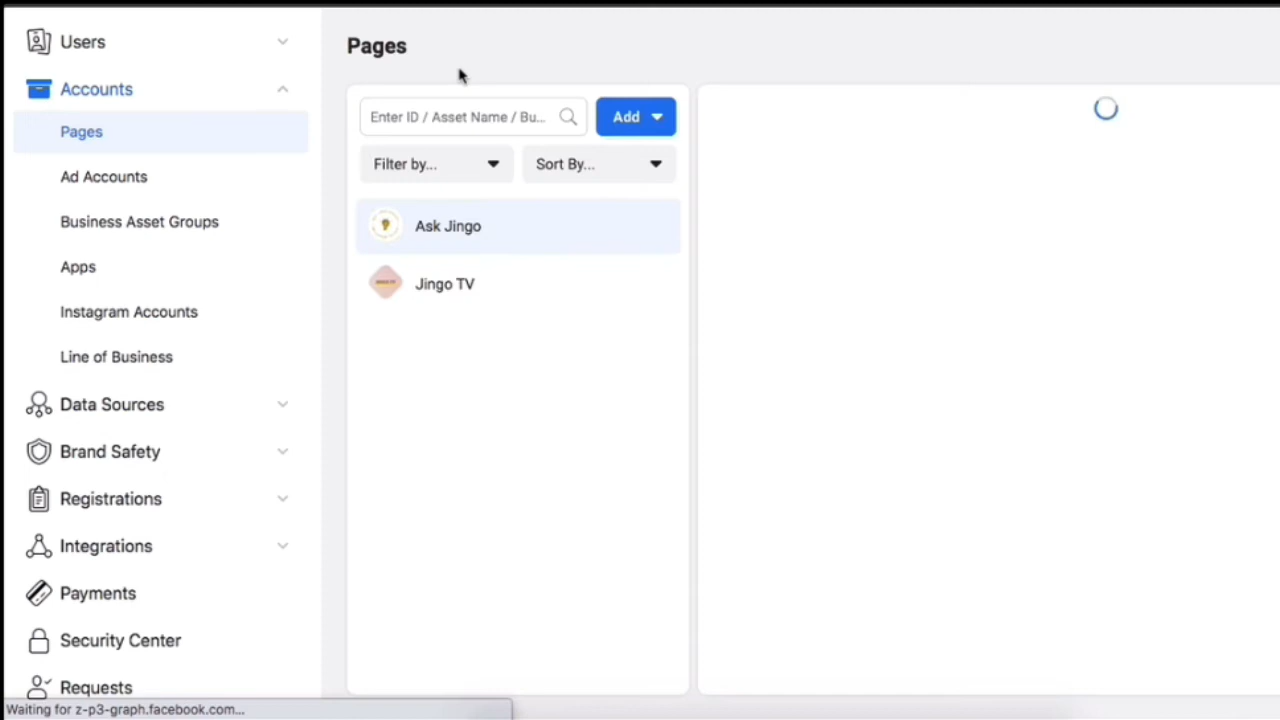 Users
Accounts
Pages
Ad Accounts
Business Asset Groups
Apps
Instagram Accounts
Line of Business
Data Sources
Brand Safety
Registrations
Integrations
Payments
Security Center
Requests
Waiting for z-p3-graph.facebook.com...
Pages
Enter ID / Asset Name / Bu...
Add
Filter by...
Sort By...
Ask Jingo
Jingo TV